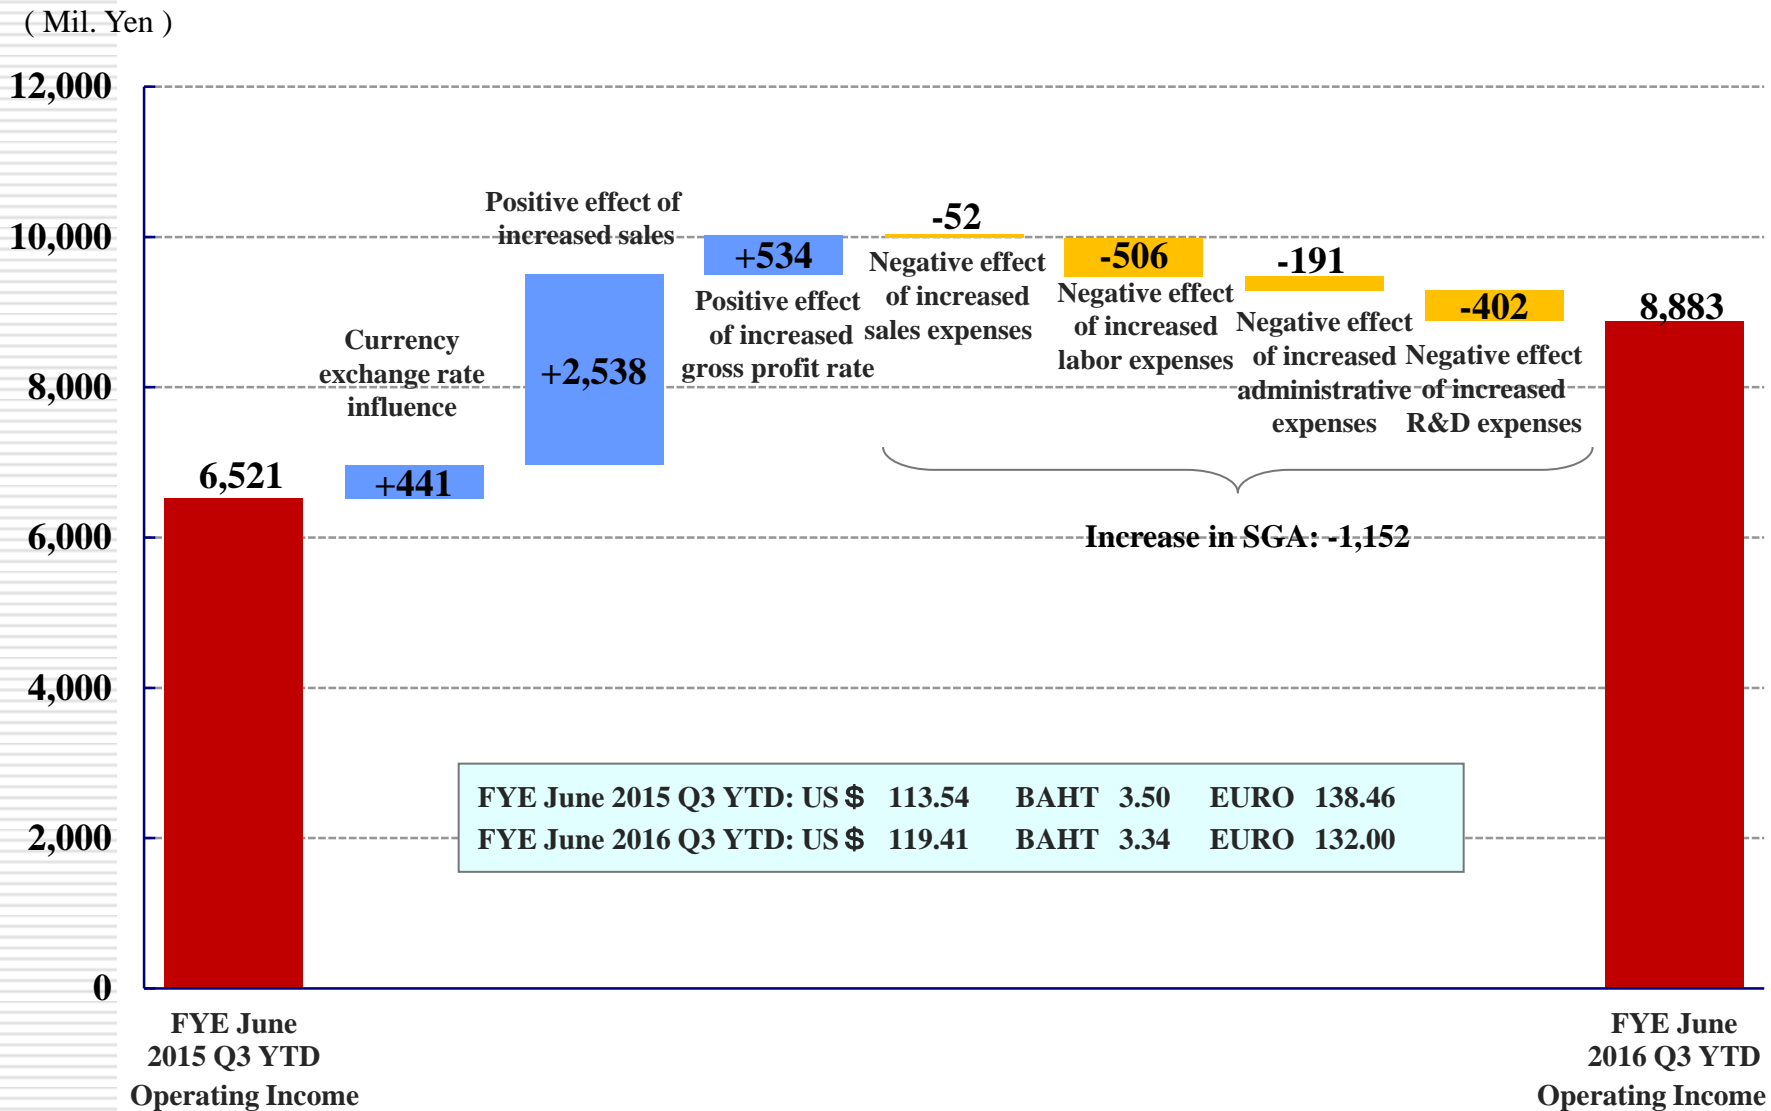 ( Mil. Yen )
12,000
10,000
8,000
6,000
4,000
2,000
0
6,521
Currency
exchange rate
influence
+441
Positive effect of
increased sales
+2,538
+534
Positive effect
of increased
gross profit rate
-52
Negative effect
of increased
sales expenses
-506
Negative effect
of increased
labor expenses
-191
Negative effect
of increased
administrative
expenses
-402
Negative effect
of increased
R&D expenses
8,883
Increase in SGA: -1,152
FYE June 2015 Q3 YTD: US$ 113.54 BAHT 3.50 EURO 138.46
FYE June 2016 Q3 YTD: US$ 119.41 BAHT 3.34 EURO 132.00
FYE June
2015 Q3 YTD
Operating Income
FYE June
2016 Q3 YTD
Operating Income